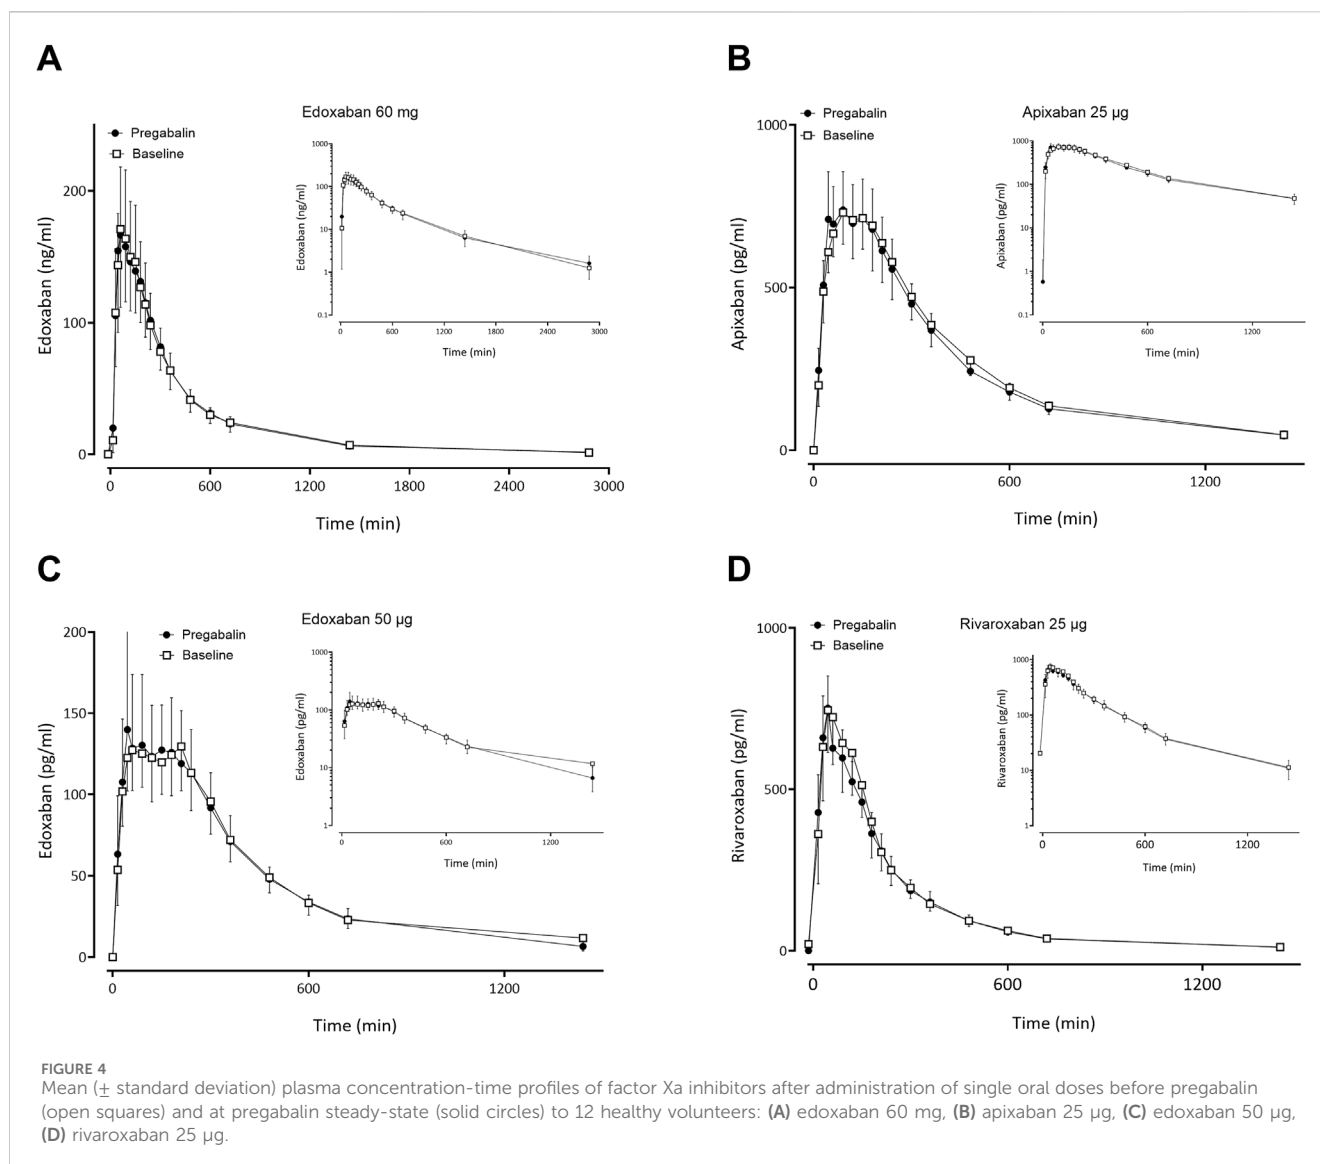 A
Edoxaban 60 mg
Pregabalin
Baseline
Edoxaban (ng/ml)
200
100
0
0 600 1200 1800 2400 3000
Time (min)
Edoxaban (ng/ml)
1000
100
10
1
0.1
0 600 1200 1800 2400 3000
Time (min)
B
Apixaban 25 µg
Pregabalin
Baseline
Apixaban (pg/ml)
1000
500
0
0 600 1200
Time (min)
Apixaban (pg/ml)
1000
100
10
1
0.1
0 600 1200
Time (min)
C
Edoxaban 50 µg
Pregabalin
Baseline
Edoxaban (pg/ml)
200
150
100
50
0
0 600 1200
Time (min)
Edoxaban (pg/ml)
1000
100
10
1
0 600 1200
Time (min)
D
Rivaroxaban 25 µg
Pregabalin
Baseline
Rivaroxaban (pg/ml)
1000
500
0
0 600 1200
Time (min)
Rivaroxaban (pg/ml)
1000
100
10
1
0 600 1200
Time (min)
FIGURE 4
Mean (± standard deviation) plasma concentration-time profiles of factor Xa inhibitors after administration of single oral doses before pregabalin
(open squares) and at pregabalin steady-state (solid circles) to 12 healthy volunteers: (A) edoxaban 60 mg, (B) apixaban 25 µg, (C) edoxaban 50 µg,
(D) rivaroxaban 25 µg.